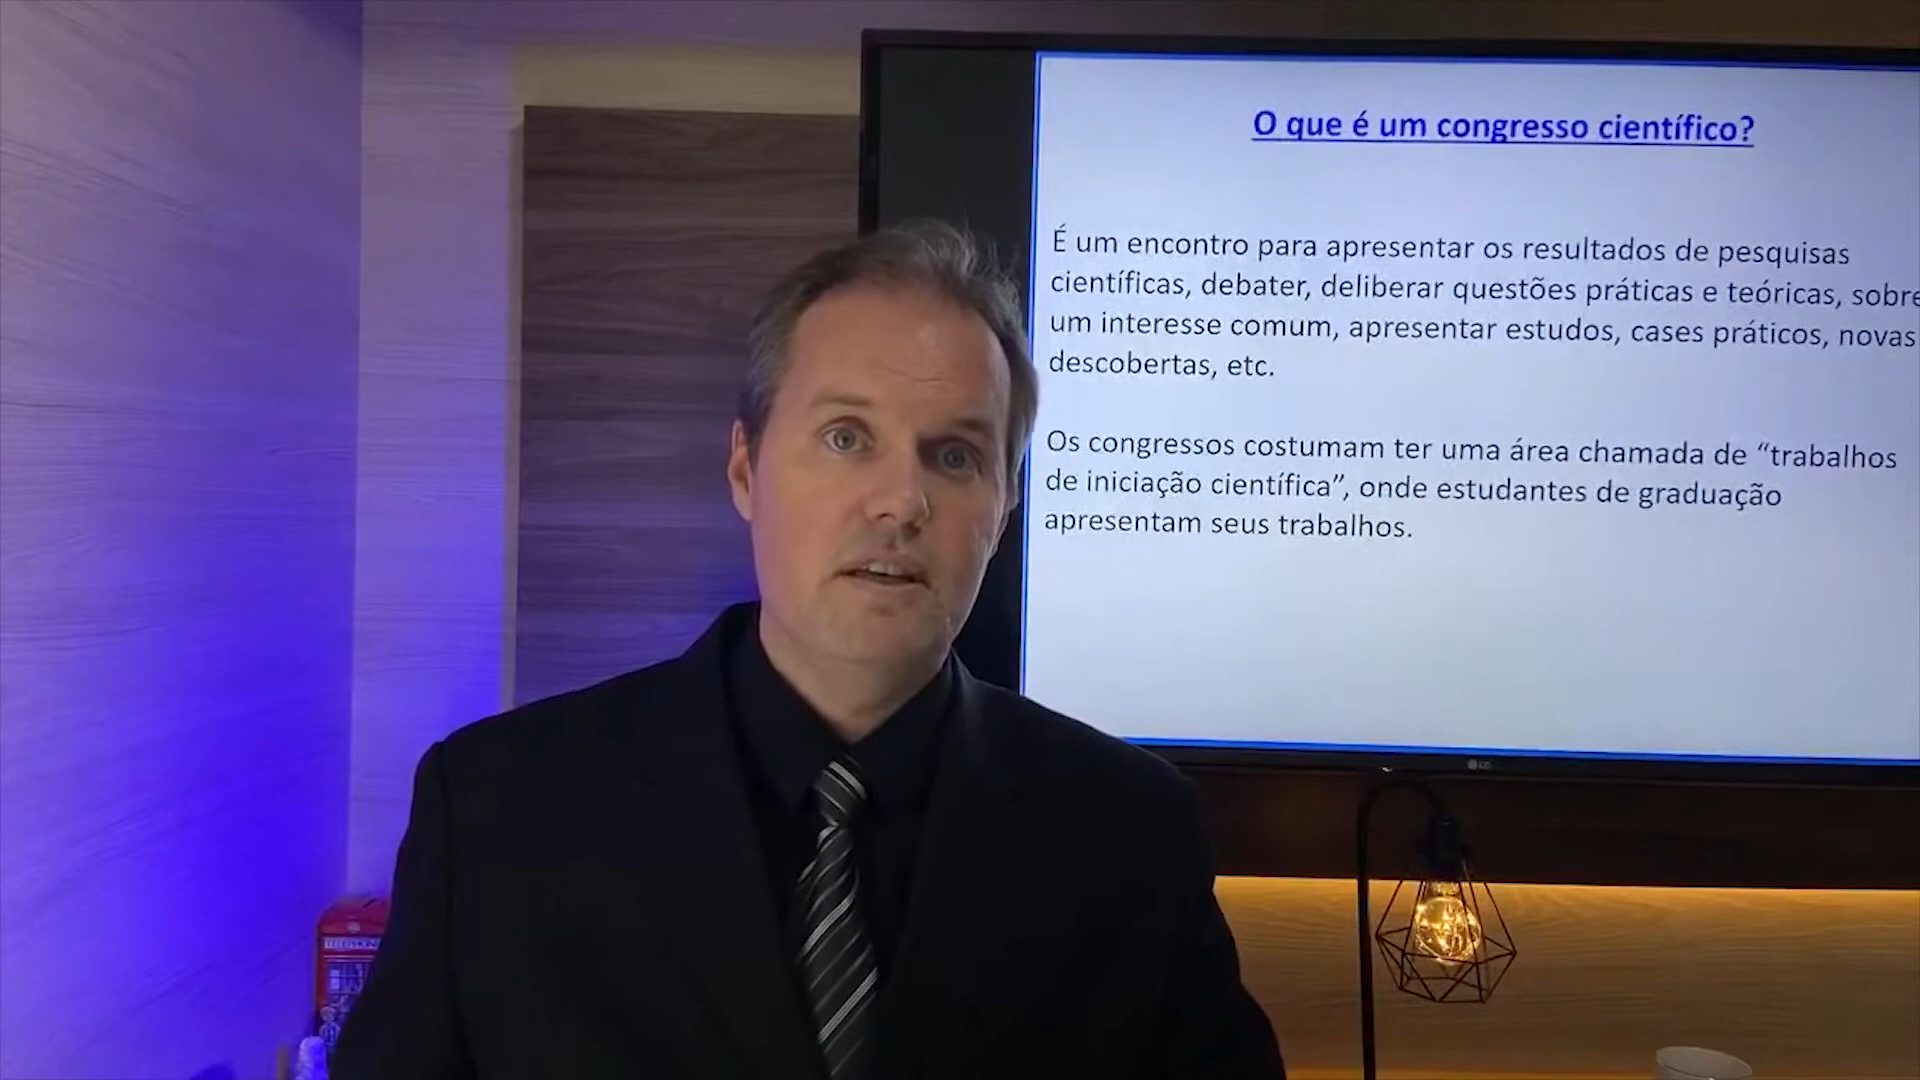 O que é um congresso científico?
É um encontro para apresentar os resultados de pesquisas
científicas, debater, deliberar questões práticas e teóricas, sobre
um interesse comum, apresentar estudos, cases práticos, novas
descobertas, etc.
Os congressos costumam ter uma área chamada de “trabalhos
de iniciação científica”, onde estudantes de graduação
apresentam seus trabalhos.
LG
TELEPHONE